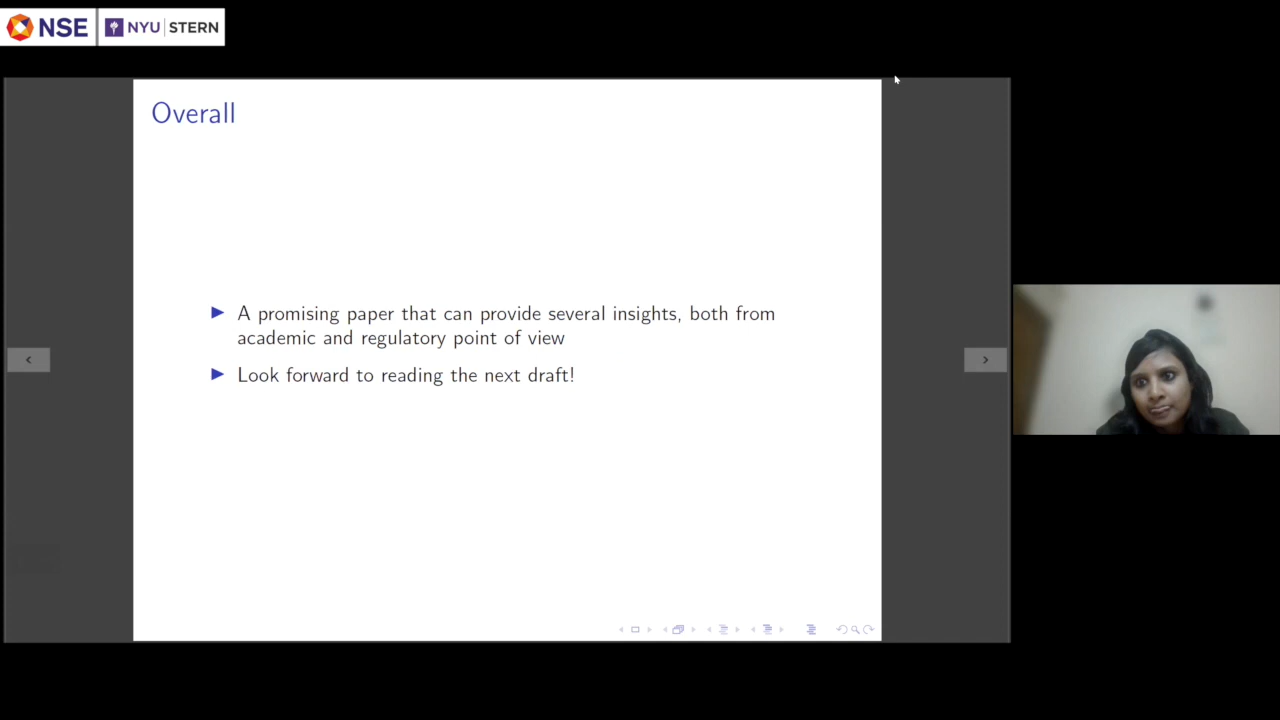 NSE NYU STERN
Overall
A promising paper that can provide several insights, both from
academic and regulatory point of view
Look forward to reading the next draft!